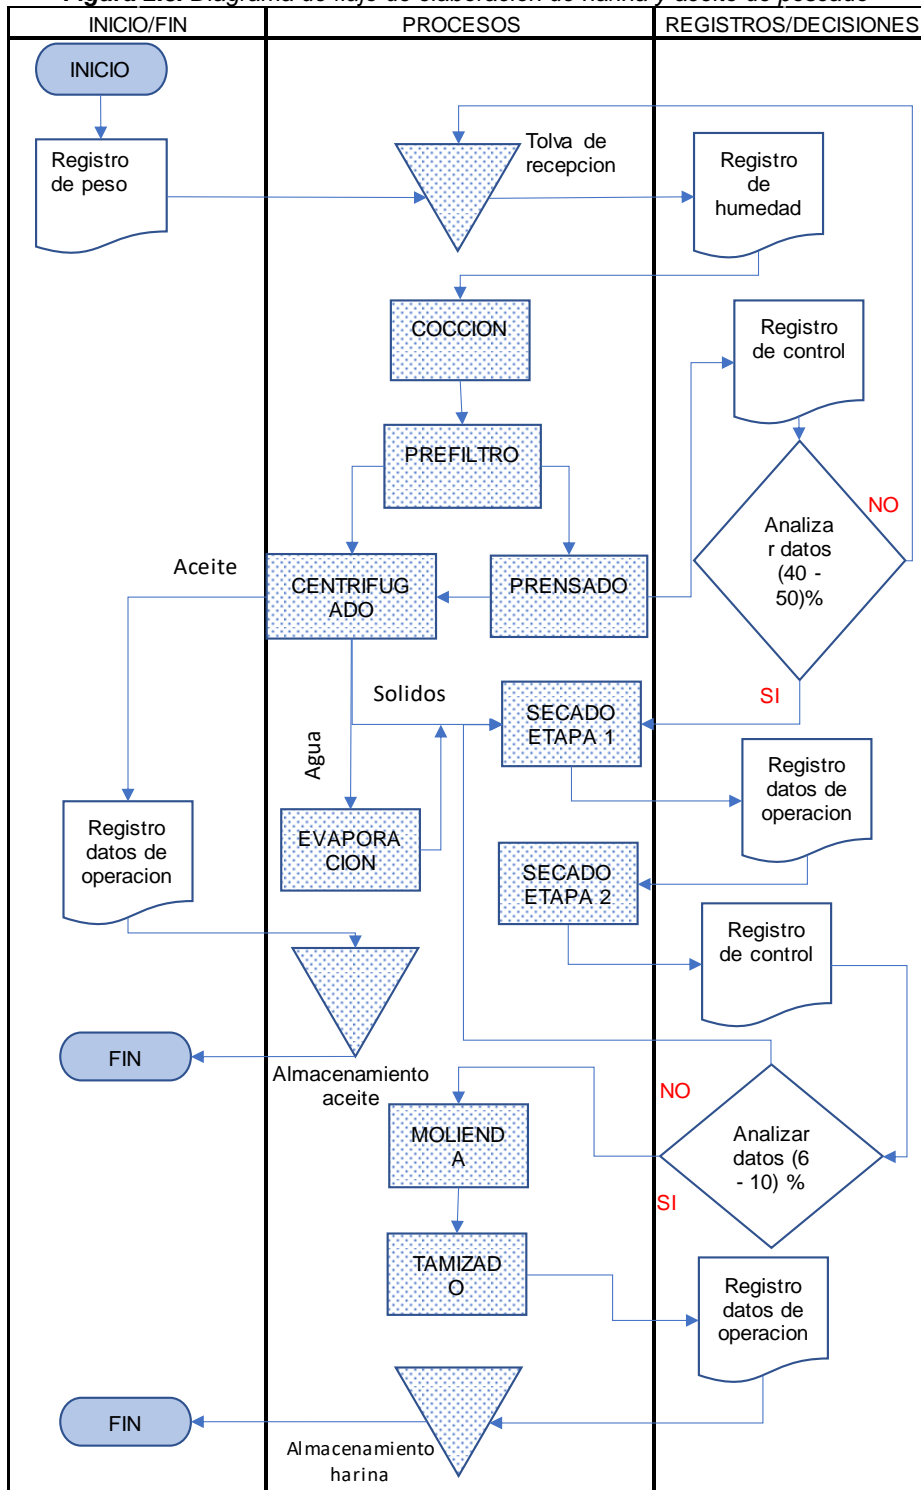 INICIO/FIN
PROCESOS
REGISTROS/DECISIONES
INICIO
Registro
de peso
Tolva de
recepcion
Registro
de
humedad
COCCION
Registro
de control
PREFILTRO
NO
Analiza
r datos
(40 -
50)%
Aceite
CENTRIFUG
ADO
PRENSADO
SI
Solidos
SECADO
ETAPA 1
Agua
Registro
datos de
operacion
Registro
datos de
operacion
EVAPORA
CION
SECADO
ETAPA 2
Registro
de control
FIN
Almacenamiento
aceite
NO
MOLIEND
A
Analizar
datos (6
- 10) %
SI
TAMIZAD
O
Registro
datos de
operacion
FIN
Almacenamiento
harina